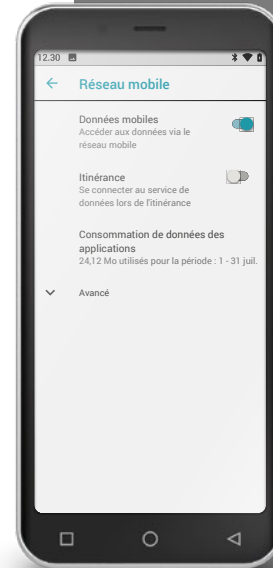 12.30
Réseau mobile
Données mobiles
Accéder aux données via le
réseau mobile
Itinérance
Se connecter au service de
données lors de l'itinérance
Consommation de données des
applications
24,12 Mo utilisés pour la période : 1 - 31 juil.
Avancé